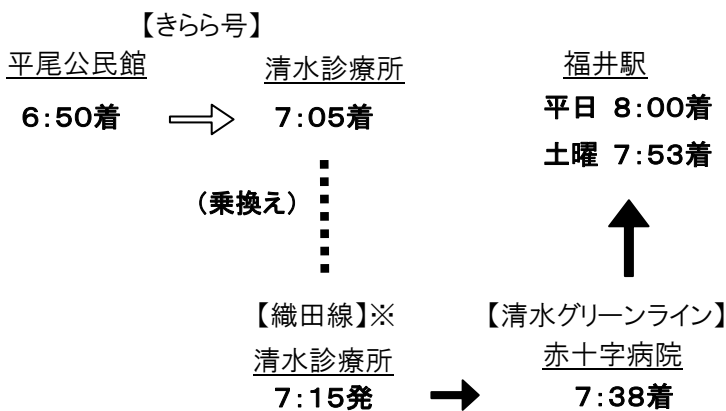 【きらら号】
平尾公民館
6:50着
清水診療所
7:05着
福井駅
平日 8:00着
土曜 7:53着
(乗換え)
【織田線】※
清水診療所
7:15発
【清水グリーンライン】
赤十字病院
7:38着